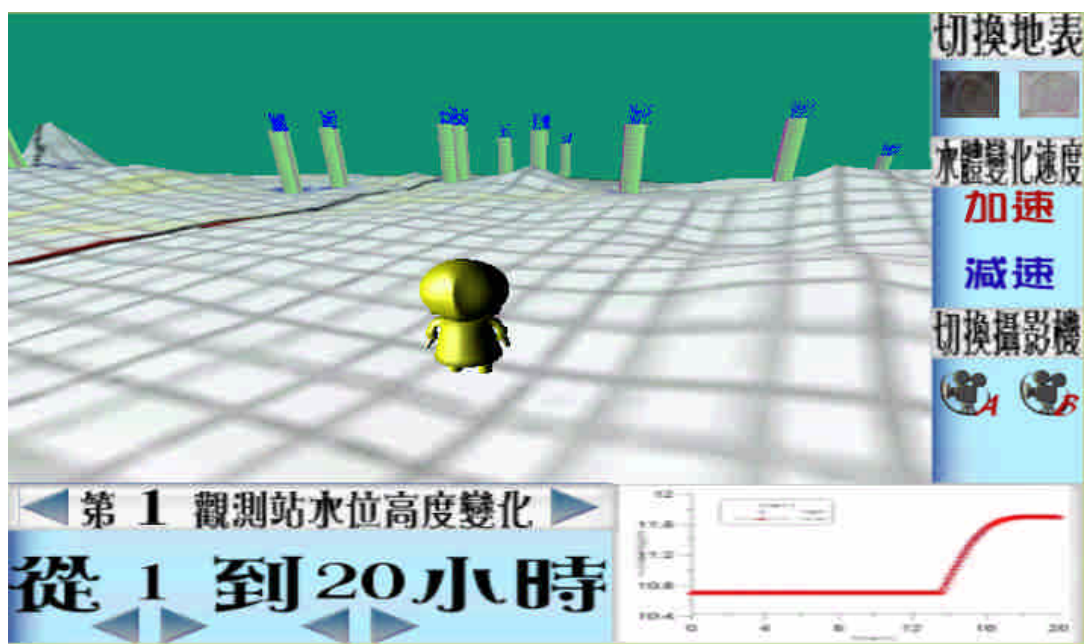 切換地表
水體變化速度
加速
減速
切換攝影機
A B
第 1 觀測站水位高度變化
從 1 到 20 小時
12
11.6
11.2
10.8
10.4
0 4 8 12 16 20